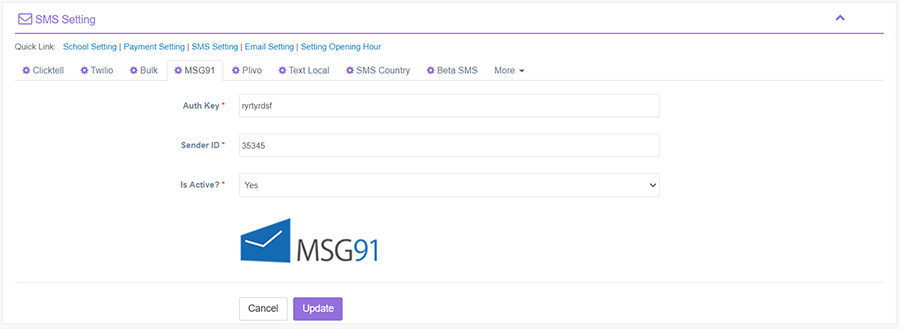 SMS Setting
Quick Link: School Setting | Payment Setting | SMS Setting | Email Setting | Setting Opening Hour
Clicktell Twilio Bulk MSG91 Plivo Text Local SMS Country Beta SMS More
Auth Key * ryrtyrdsf
Sender ID * 35345
Is Active? * Yes
MSG91
Cancel Update